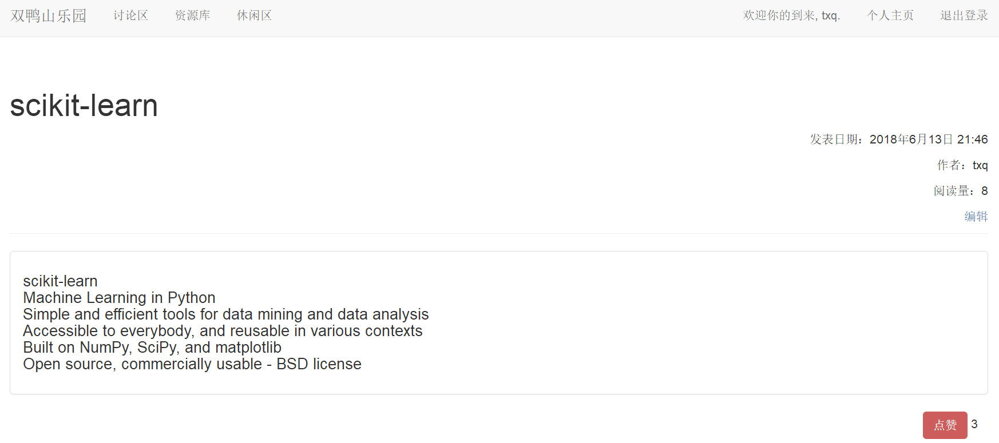 双鸭山乐园 讨论区 资源库 休闲区 欢迎你的到来, txq. 个人主页 退出登录
scikit-learn
发表日期：2018年6月13日 21:46
作者：txq
阅读量：8
编辑
scikit-learn
Machine Learning in Python
Simple and efficient tools for data mining and data analysis
Accessible to everybody, and reusable in various contexts
Built on NumPy, SciPy, and matplotlib
Open source, commercially usable - BSD license
点赞 3